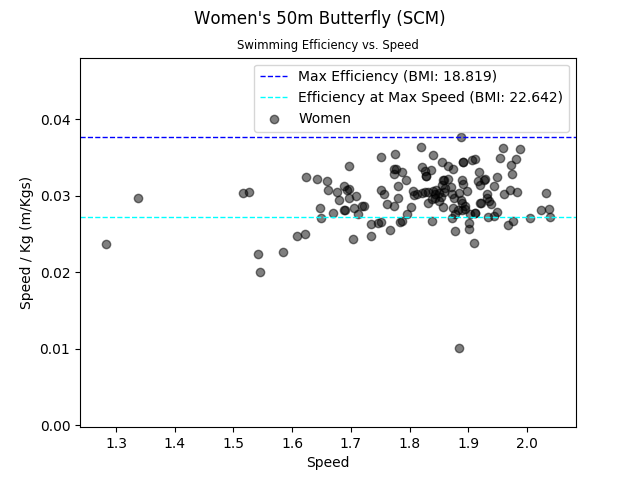 Women's 50m Butterfly (SCM)
Swimming Efficiency vs. Speed
Max Efficiency (BMI: 18.819)
Efficiency at Max Speed (BMI: 22.642)
Women
Speed / Kg (m/Kgs)
0.04
0.03
0.02
0.01
0.00
1.3 1.4 1.5 1.6 1.7 1.8 1.9 2.0
Speed